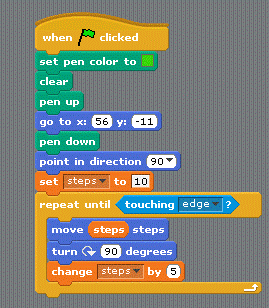 when clicked
set pen color to
clear
pen up
go to x: 56 y: -11
pen down
point in direction 90
set steps to 10
repeat until touching edge ?
move steps steps
turn 90 degrees
change steps by 5